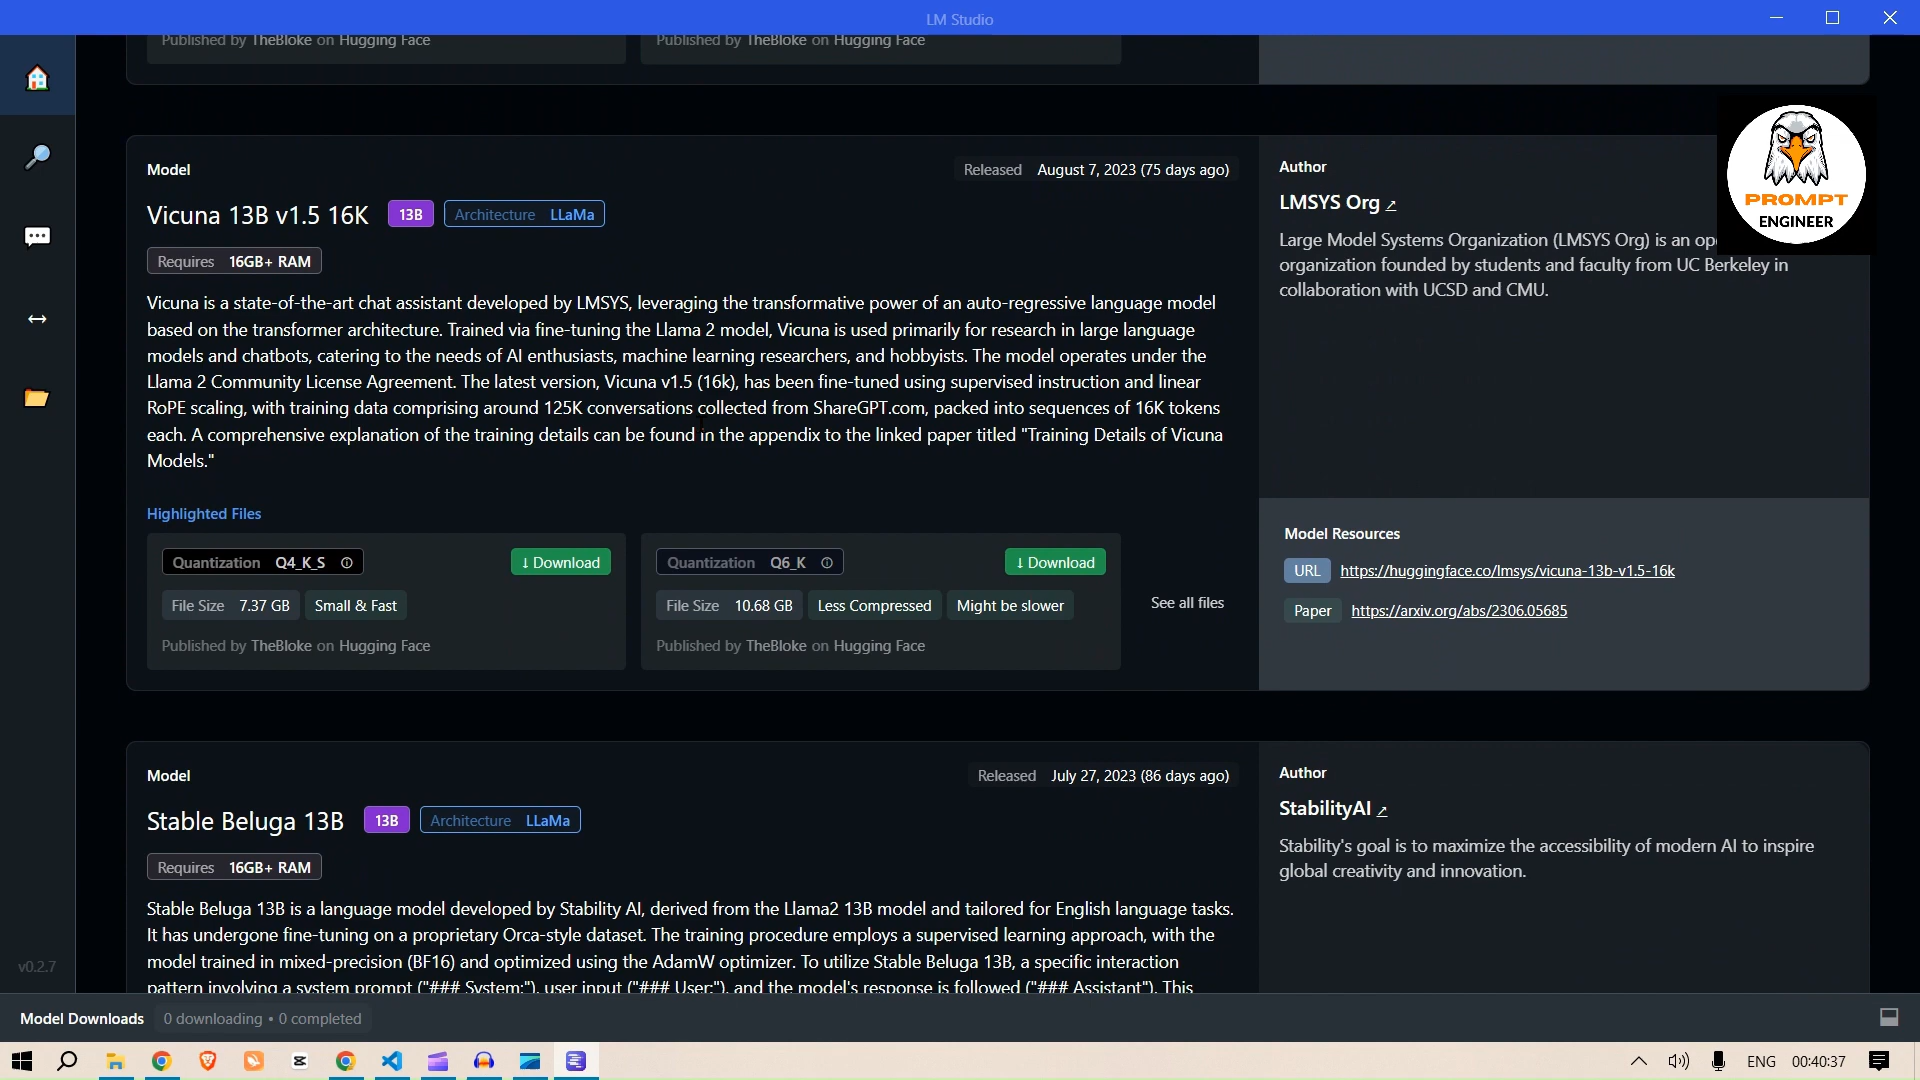 LM Studio
Published by TheBloke on Hugging Face
Published by TheBloke on Hugging Face
Model
Released August 7, 2023 (75 days ago)
Vicuna 13B v1.5 16K 13B Architecture LLaMa
Requires 16GB+ RAM
Vicuna is a state-of-the-art chat assistant developed by LMSYS, leveraging the transformative power of an auto-regressive language model
based on the transformer architecture. Trained via fine-tuning the Llama 2 model, Vicuna is used primarily for research in large language
models and chatbots, catering to the needs of AI enthusiasts, machine learning researchers, and hobbyists. The model operates under the
Llama 2 Community License Agreement. The latest version, Vicuna v1.5 (16k), has been fine-tuned using supervised instruction and linear
RoPE scaling, with training data comprising around 125K conversations collected from ShareGPT.com, packed into sequences of 16K tokens
each. A comprehensive explanation of the training details can be found in the appendix to the linked paper titled "Training Details of Vicuna
Models."
Highlighted Files
Quantization Q4_K_S
Download
File Size 7.37 GB Small & Fast
Published by TheBloke on Hugging Face
Quantization Q6_K
Download
File Size 10.68 GB Less Compressed Might be slower
Published by TheBloke on Hugging Face
See all files
Author
LMSYS Org
Large Model Systems Organization (LMSYS Org) is an
organization founded by students and faculty from UC Berkeley in
collaboration with UCSD and CMU.
PROMPT
ENGINEER
Model Resources
URL https://huggingface.co/lmsys/vicuna-13b-v1.5-16k
Paper https://arxiv.org/abs/2306.05685
Model
Released July 27, 2023 (86 days ago)
Stable Beluga 13B 13B Architecture LLaMa
Requires 16GB+ RAM
Stable Beluga 13B is a language model developed by Stability AI, derived from the Llama2 13B model and tailored for English language tasks.
It has undergone fine-tuning on a proprietary Orca-style dataset. The training procedure employs a supervised learning approach, with the
model trained in mixed-precision (BF16) and optimized using the AdamW optimizer. To utilize Stable Beluga 13B, a specific interaction
pattern involving a system prompt ("### System:"), user input ("### User:"), and the model's response is followed ("### Assistant"). This
Author
StabilityAI
Stability's goal is to maximize the accessibility of modern AI to inspire
global creativity and innovation.
v0.2.7
Model Downloads 0 downloading • 0 completed
ENG 00:40:37